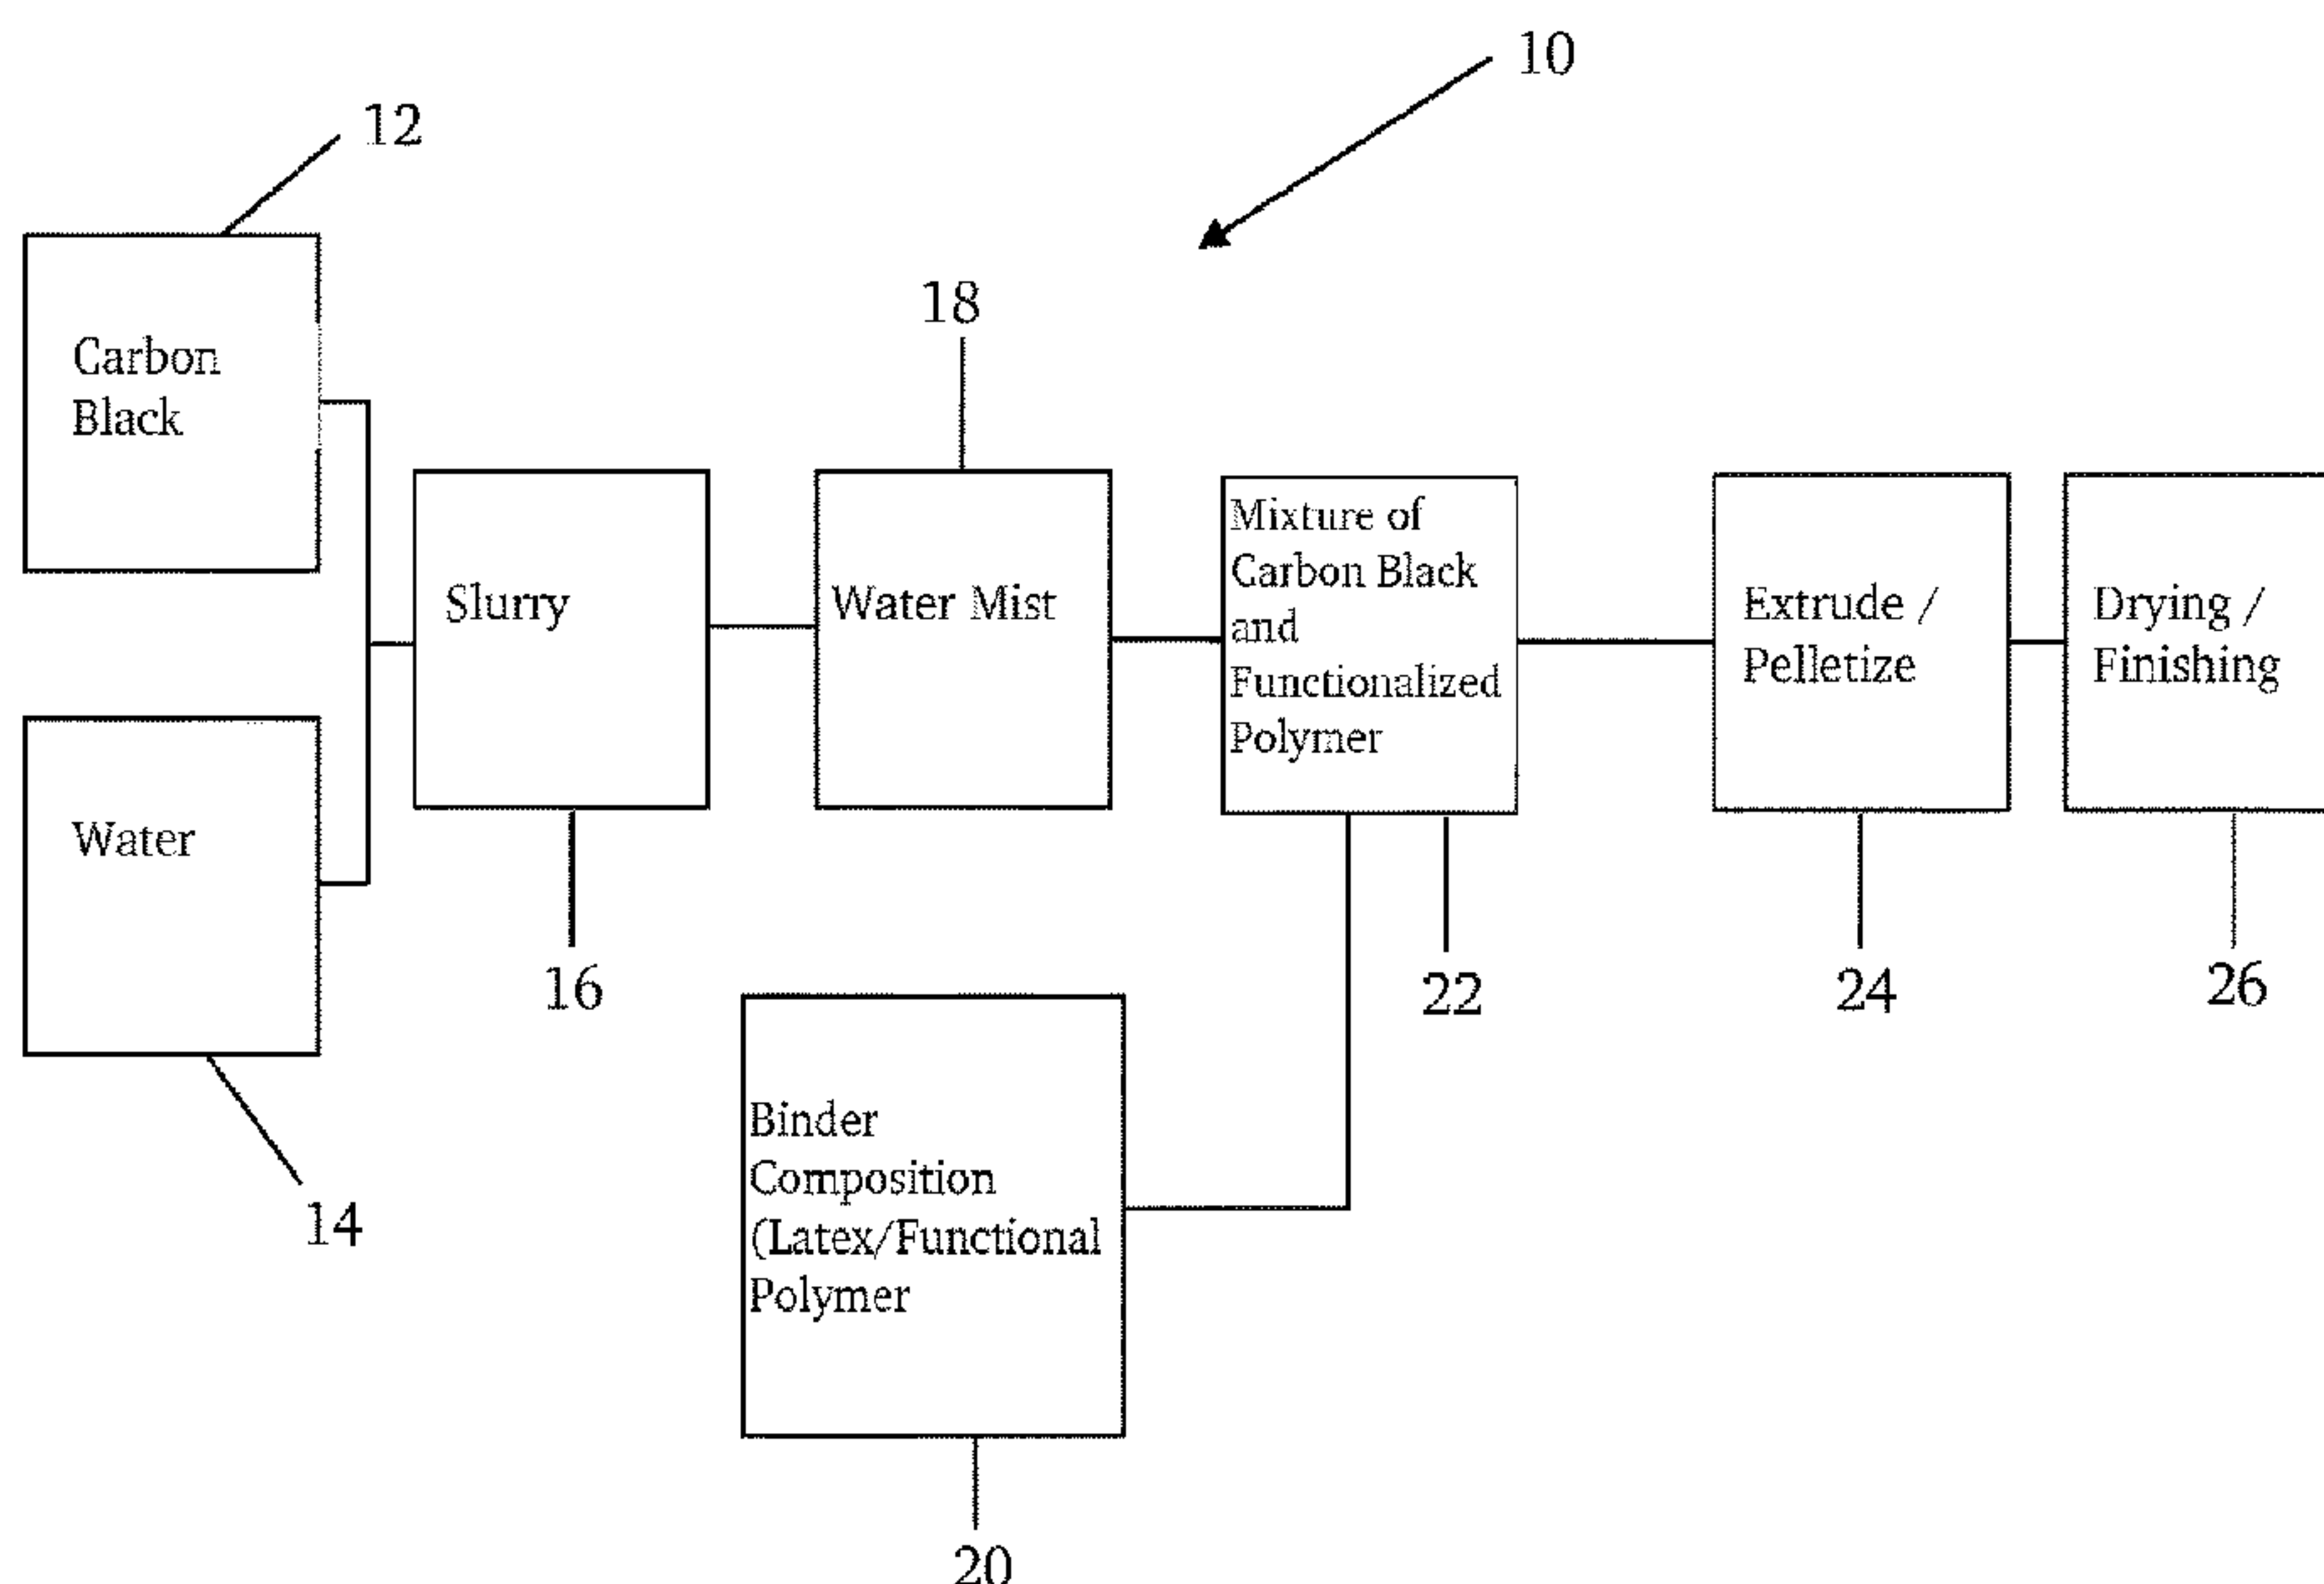 10
12
Carbon
Black
18
Slurry
Water Mist
Mixture of
Carbon Black
and
Functionalized
Polymer
Extrude /
Pelletize
Drying /
Finishing
Water
16
22
24
26
Binder
Composition
(Latex/Functional
Polymer
14
20